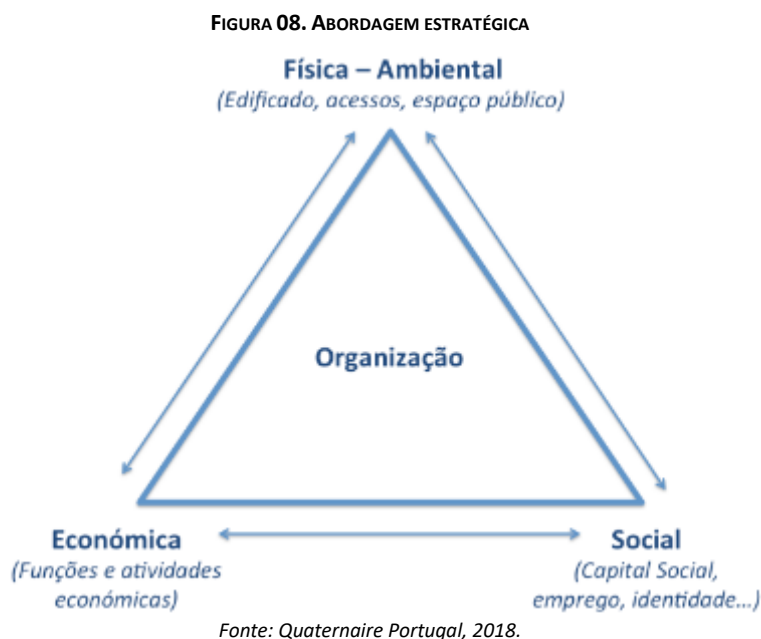 FIGURA 08. ABORDAGEM ESTRATÉGICA
Física – Ambiental
(Edificado, acessos, espaço público)
Organização
Económica
(Funções e atividades
económicas)
Social
(Capital Social,
emprego, identidade...)
Fonte: Quaternaire Portugal, 2018.